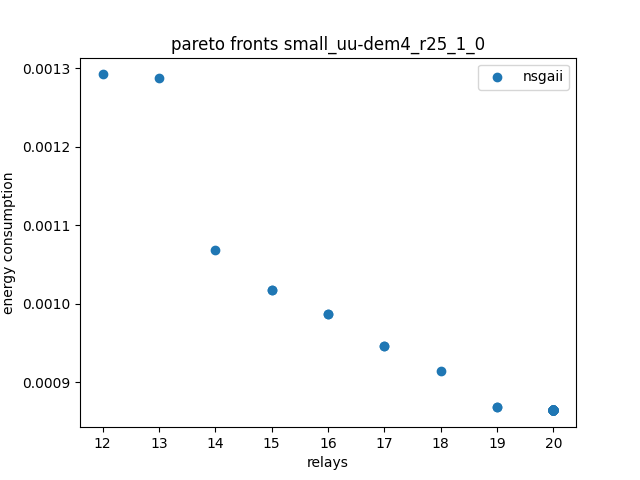 pareto fronts small_uu-dem4_r25_1_0
nsgaii
energy consumption
0.0013
0.0012
0.0011
0.0010
0.0009
12 13 14 15 16 17 18 19 20
relays